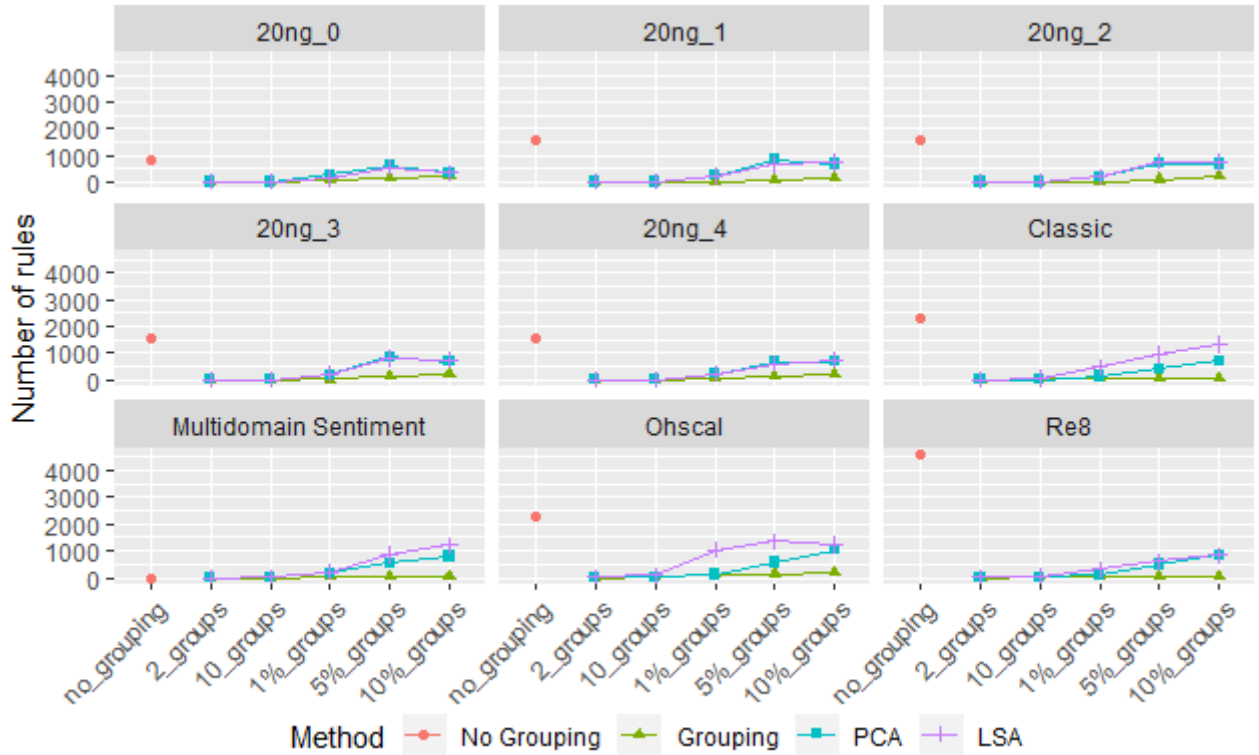 20ng_0 20ng_1 20ng_2
4000
3000
2000
1000
0
20ng_3 20ng_4 Classic
4000
3000
2000
1000
0
Multidomain Sentiment Ohscal Re8
4000
3000
2000
1000
0
Number of rules
no_grouping 2_groups 10_groups 1%_groups 5%_groups 10%_groups no_grouping 2_groups 10_groups 1%_groups 5%_groups 10%_groups no_grouping 2_groups 10_groups 1%_groups 5%_groups 10%_groups
Method No Grouping Grouping PCA LSA